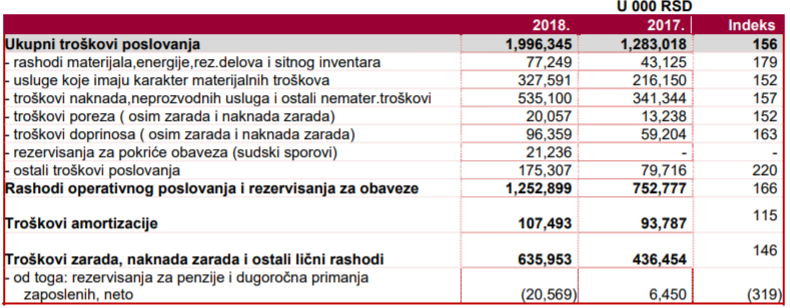 U 000 RSD
2018. 2017. Indeks
Ukupni troškovi poslovanja 1,996,345 1,283,018 156
- rashodi materijala,energije,rez.delova i sitnog inventara 77,249 43,125 179
- usluge koje imaju karakter materijalnih troškova 327,591 216,150 152
- troškovi naknada,neprozvodnih usluga i ostali nemater.troškovi 535,100 341,344 157
- troškovi poreza ( osim zarada i naknada zarada) 20,057 13,238 152
- troškovi doprinosa ( osim zarada i naknada zarada) 96,359 59,204 163
- rezervisanja za pokriće obaveza (sudski sporovi) 21,236 - -
- ostali troškovi poslovanja 175,307 79,716 220
Rashodi operativnog poslovanja i rezervisanja za obaveze 1,252,899 752,777 166
Troškovi amortizacije 107,493 93,787 115
Troškovi zarada, naknada zarada i ostali lični rashodi 635,953 436,454 146
- od toga: rezervisanja za penzije i dugoročna primanja
zaposlenih, neto (20,569) 6,450 (319)